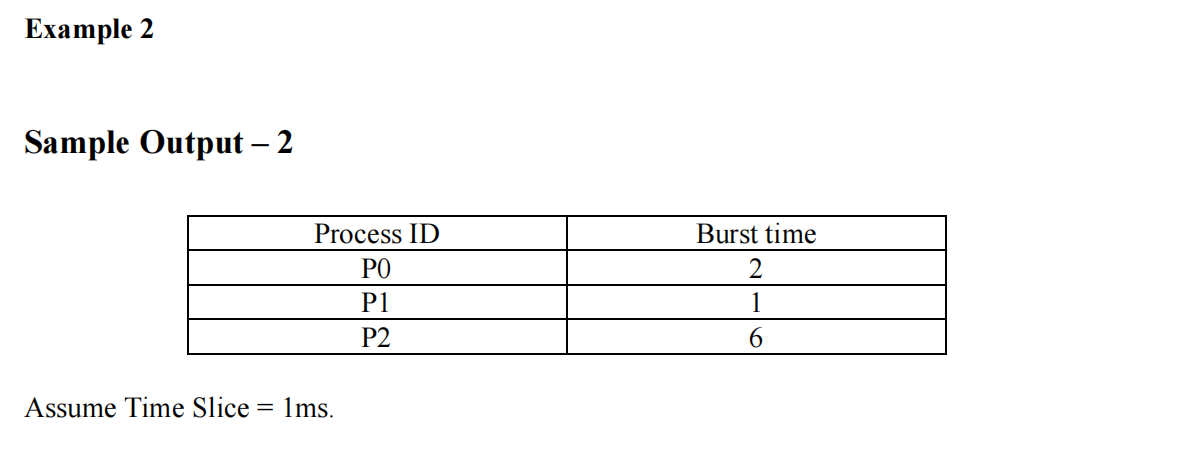 Example 2
Sample Output – 2
Process ID Burst time
P0 2
P1 1
P2 6
Assume Time Slice = 1ms.